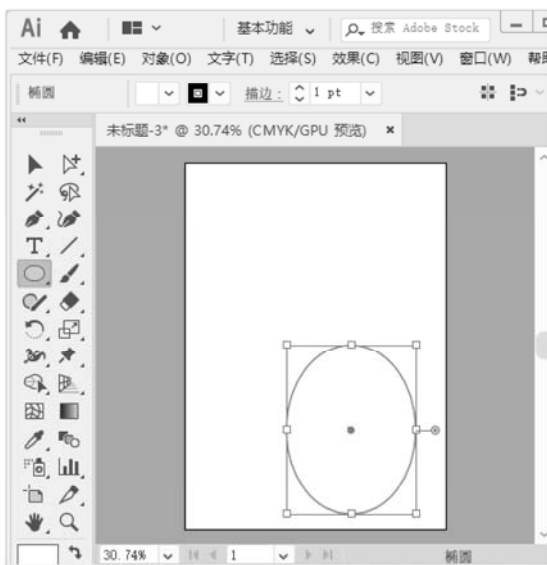 Ai 基本功能 搜索 Adobe Stock
文件(F) 编辑(E) 对象(O) 文字(T) 选择(S) 效果(C) 视图(V) 窗口(W) 帮
椭圆 描边: 1 pt
未标题-3* @ 30.74% (CMYK/GPU 预览) ×
30.74% 1 椭圆